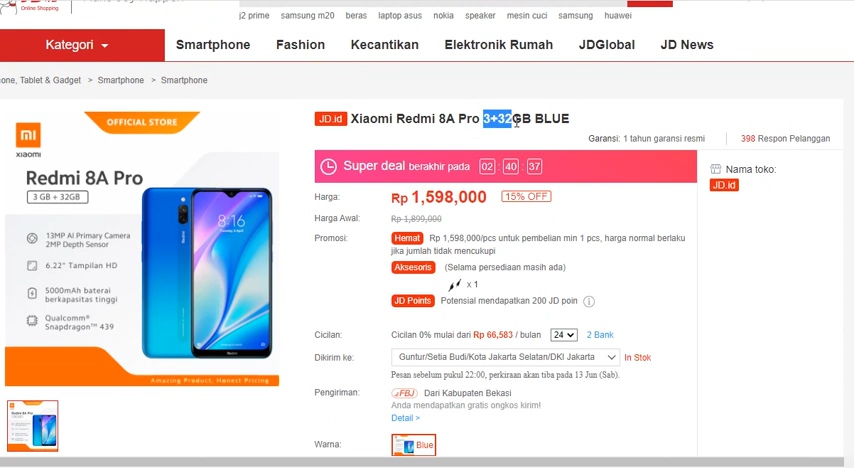 Online Shopping
j2 prime samsung m20 beras laptop asus nokia speaker mesin cuci samsung huawei
Kategori Smartphone Fashion Kecantikan Elektronik Rumah JDGlobal JD News
one, Tablet & Gadget > Smartphone > Smartphone
mi
xiaomi
OFFICIAL STORE
Redmi 8A Pro
3 GB + 32GB
13MP AI Primary Camera
2MP Depth Sensor
6.22" Tampilan HD
5000mAh baterai
berkapasitas tinggi
Qualcomm®
Snapdragon™ 439
8:16
Redmi
Amazing Product, Honest Pricing
JD.id Xiaomi Redmi 8A Pro 3+32GB BLUE
Garansi: 1 tahun garansi resmi 398 Respon Pelanggan
Super deal berakhir pada 02 : 40 : 37
Harga: Rp 1,598,000 15% OFF
Harga Awal: Rp 1,899,000
Promosi: Hemat Rp 1,598,000/pcs untuk pembelian min 1 pcs, harga normal berlaku
jika jumlah tidak mencukupi
Aksesoris (Selama persediaan masih ada)
x 1
JD Points Potensial mendapatkan 200 JD poin
Cicilan: Cicilan 0% mulai dari Rp 66,583 / bulan 24 2 Bank
Dikirim ke: Guntur/Setia Budi/Kota Jakarta Selatan/DKI Jakarta In Stok
Pesan sebelum pukul 22:00, perkiraan akan tiba pada 13 Jun (Sab).
Pengiriman: FBJ Dari Kabupaten Bekasi
Anda mendapatkan gratis ongkos kirim!
Detail >
Warna: Blue
Nama toko:
JD.id